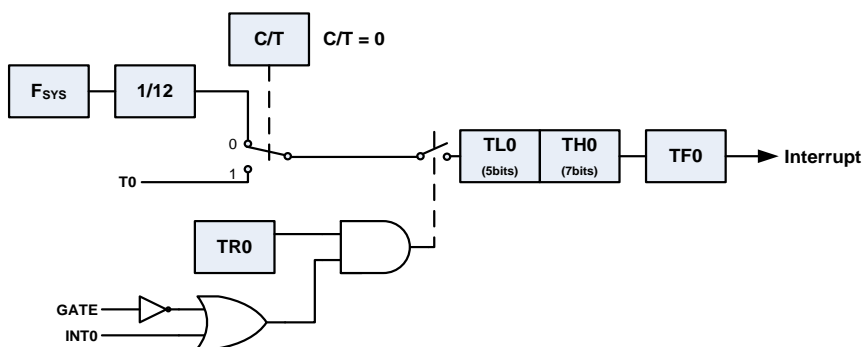 C/T
C/T = 0
FSYS
1/12
0
1
T0
TL0
(5bits)
TH0
(7bits)
TF0
Interrupt
TR0
GATE
INT0